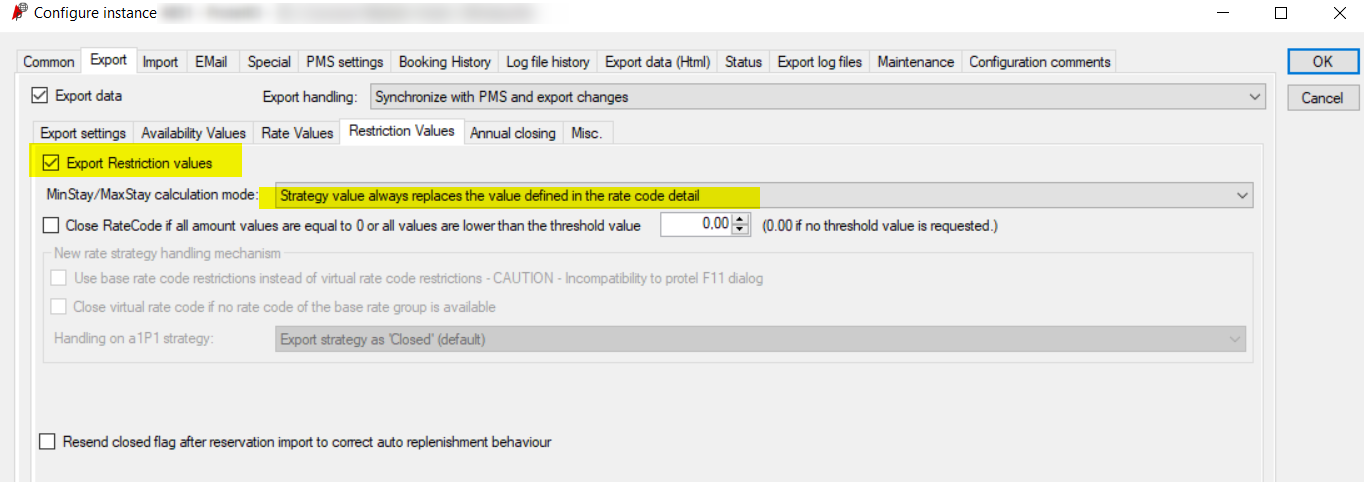 Configure instance
Common Export Import EMail Special PMS settings Booking History Log file history Export data (Html) Status Export log files Maintenance Configuration comments OK
Export data Export handling: Synchronize with PMS and export changes Cancel
Export settings Availability Values Rate Values Restriction Values Annual closing Misc.
Export Restriction values
MinStay/MaxStay calculation mode: Strategy value always replaces the value defined in the rate code detail
Close RateCode if all amount values are equal to 0 or all values are lower than the threshold value 0,00 (0.00 if no threshold value is requested.)
New rate strategy handling mechanism
Use base rate code restrictions instead of virtual rate code restrictions - CAUTION - Incompatibility to protel F11 dialog
Close virtual rate code if no rate code of the base rate group is available
Handling on a1P1 strategy: Export strategy as 'Closed' (default)
Resend closed flag after reservation import to correct auto replenishment behaviour